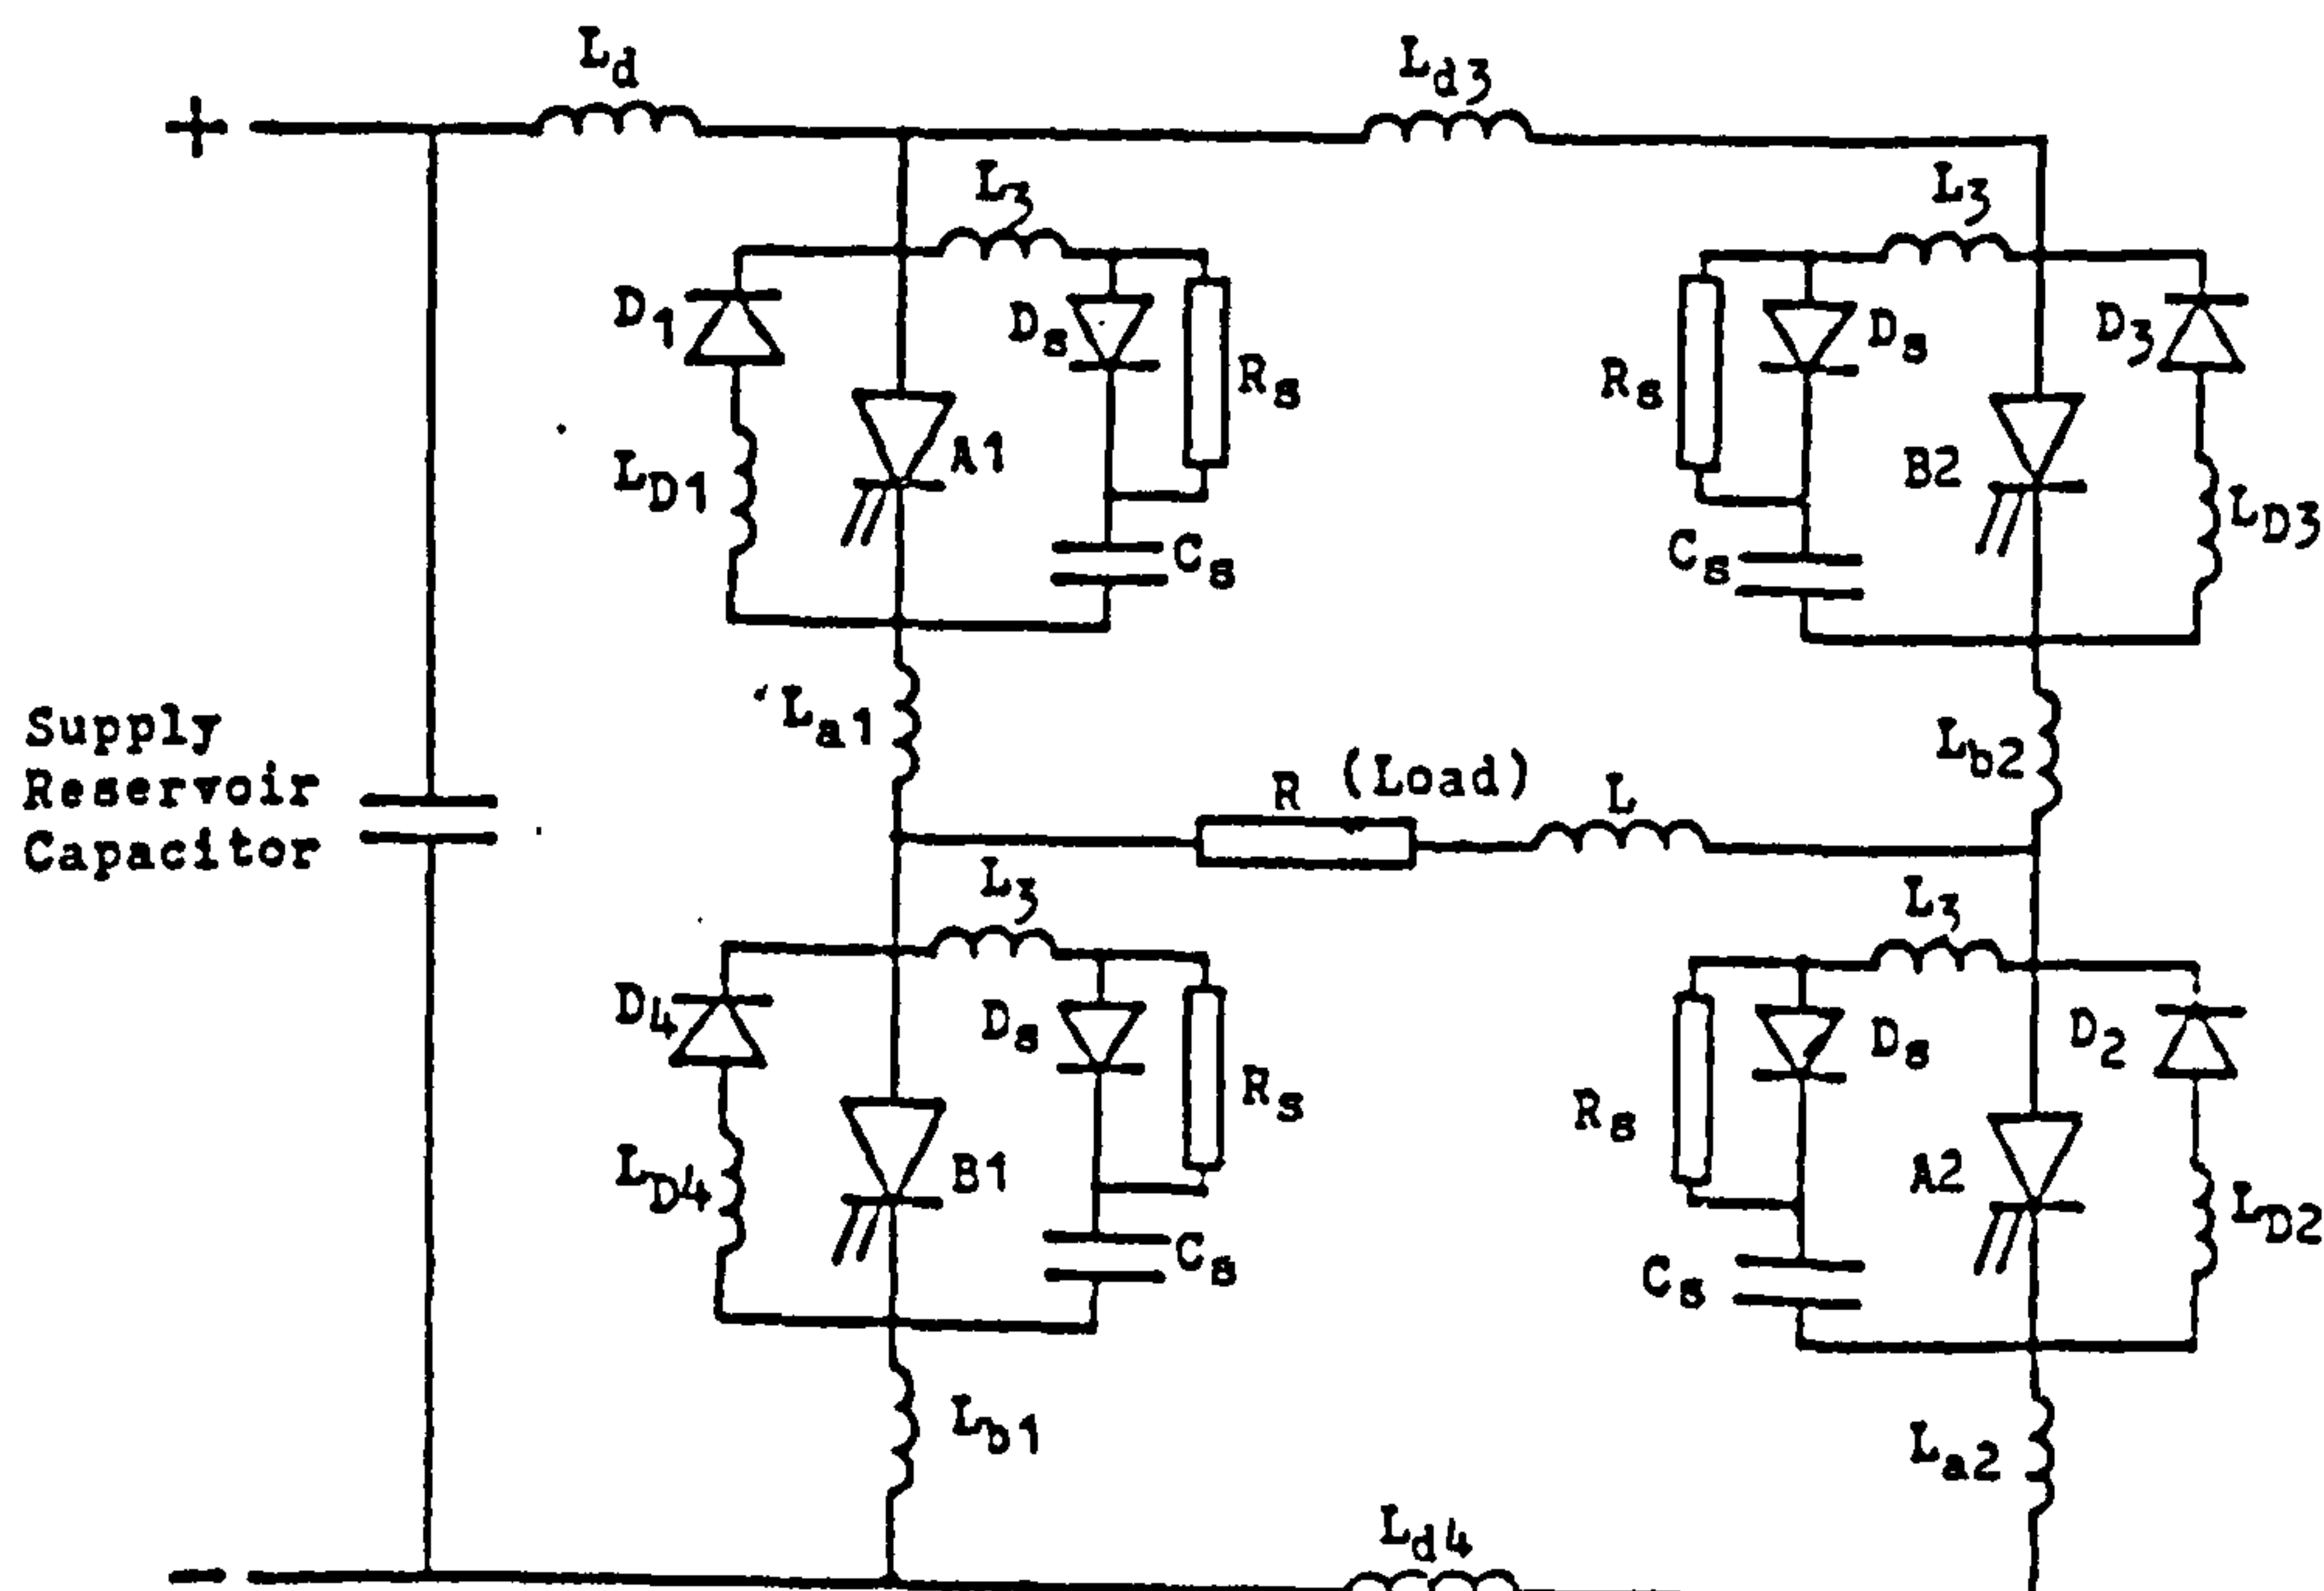 L_d
L_d3
+
L_3
L_3
D_1
D_s
R_s
R_s
D_s
D_3
L_D1
A1
B2
L_D3
C_s
C_s
L_a1
Supply
Reservoir
Capacitor
L_b2
R (Load) L
L_3
L_3
D_4
D_s
R_s
R_s
D_s
D_2
L_D4
B1
A2
L_D2
C_s
C_s
L_b1
L_a2
L_d4
−